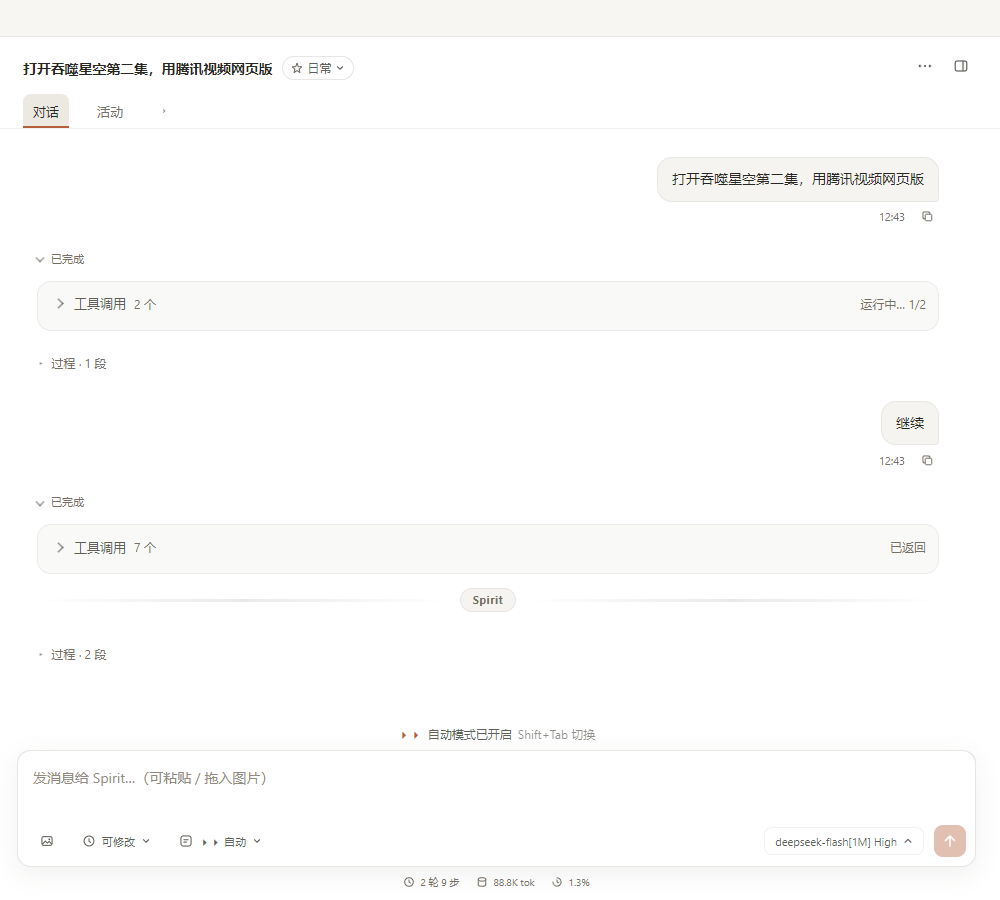 打开吞噬星空第二集，用腾讯视频网页版 日常
对话 活动
打开吞噬星空第二集，用腾讯视频网页版
12:43
已完成
工具调用 2 个 运行中... 1/2
过程 · 1 段
继续
12:43
已完成
工具调用 7 个 已返回
Spirit
过程 · 2 段
自动模式已开启 Shift+Tab 切换
发消息给 Spirit...（可粘贴 / 拖入图片）
可修改 自动 deepseek-flash[1M] High
2 轮 9 步 88.8K tok 1.3%